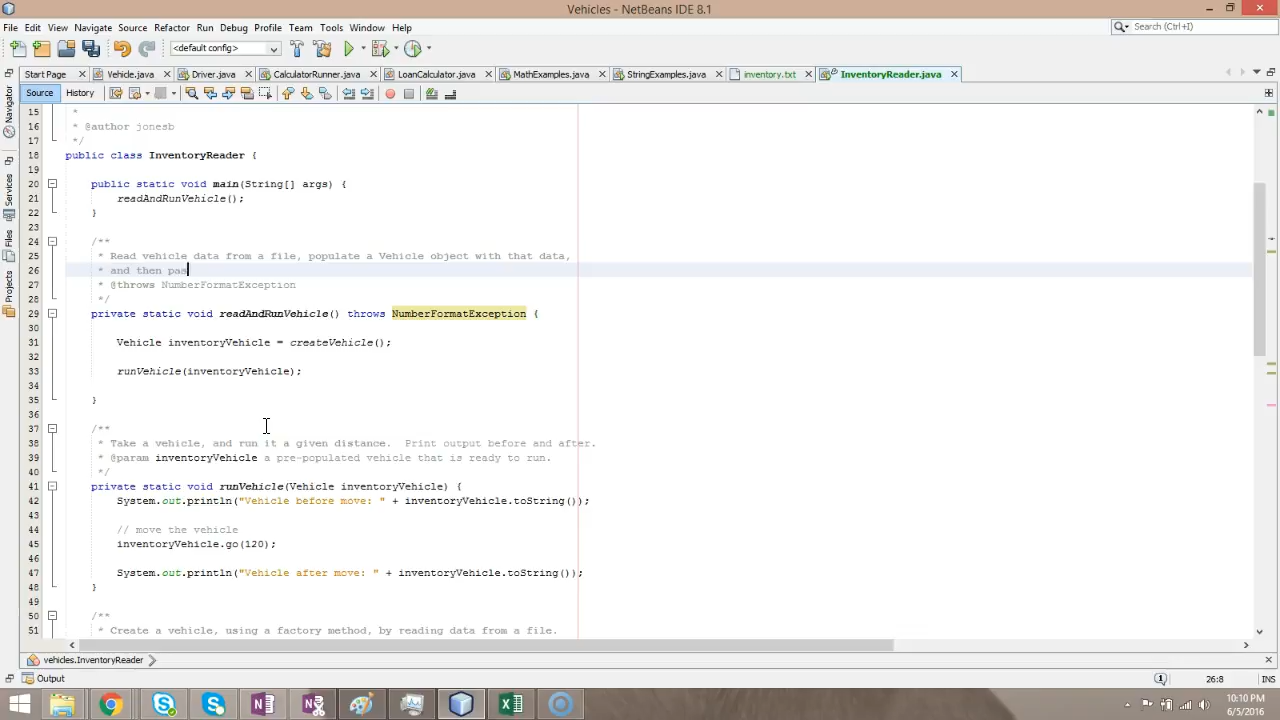 Vehicles - NetBeans IDE 8.1
File Edit View Navigate Source Refactor Run Debug Profile Team Tools Window Help
Search (Ctrl+I)
<default config>
Start Page Vehicle.java Driver.java CalculatorRunner.java LoanCalculator.java MathExamples.java StringExamples.java inventory.txt InventoryReader.java
Source History
Navigator
Services
Files
Projects
15 *
16 * @author jonesb
17 */
18 public class InventoryReader {
19
20 public static void main(String[] args) {
21 readAndRunVehicle();
22 }
23
24 /**
25 * Read vehicle data from a file, populate a Vehicle object with that data,
26 * and then pas
27 * @throws NumberFormatException
28 */
29 private static void readAndRunVehicle() throws NumberFormatException {
30
31 Vehicle inventoryVehicle = createVehicle();
32
33 runVehicle(inventoryVehicle);
34
35 }
36
37 /**
38 * Take a vehicle, and run it a given distance.  Print output before and after.
39 * @param inventoryVehicle a pre-populated vehicle that is ready to run.
40 */
41 private static void runVehicle(Vehicle inventoryVehicle) {
42 System.out.println("Vehicle before move: " + inventoryVehicle.toString());
43
44 // move the vehicle
45 inventoryVehicle.go(120);
46
47 System.out.println("Vehicle after move: " + inventoryVehicle.toString());
48 }
49
50 /**
51 * Create a vehicle, using a factory method, by reading data from a file.
vehicles.InventoryReader
Output
26:8 INS
10:10 PM
6/5/2016